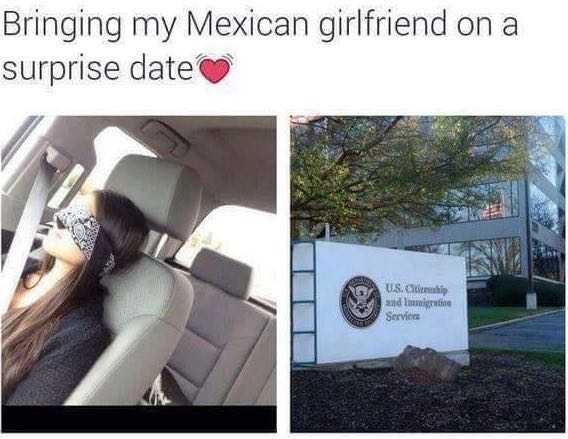 Bringing my Mexican girlfriend on a
surprise date💓
U.S. Citizenship
and Immigration
Services